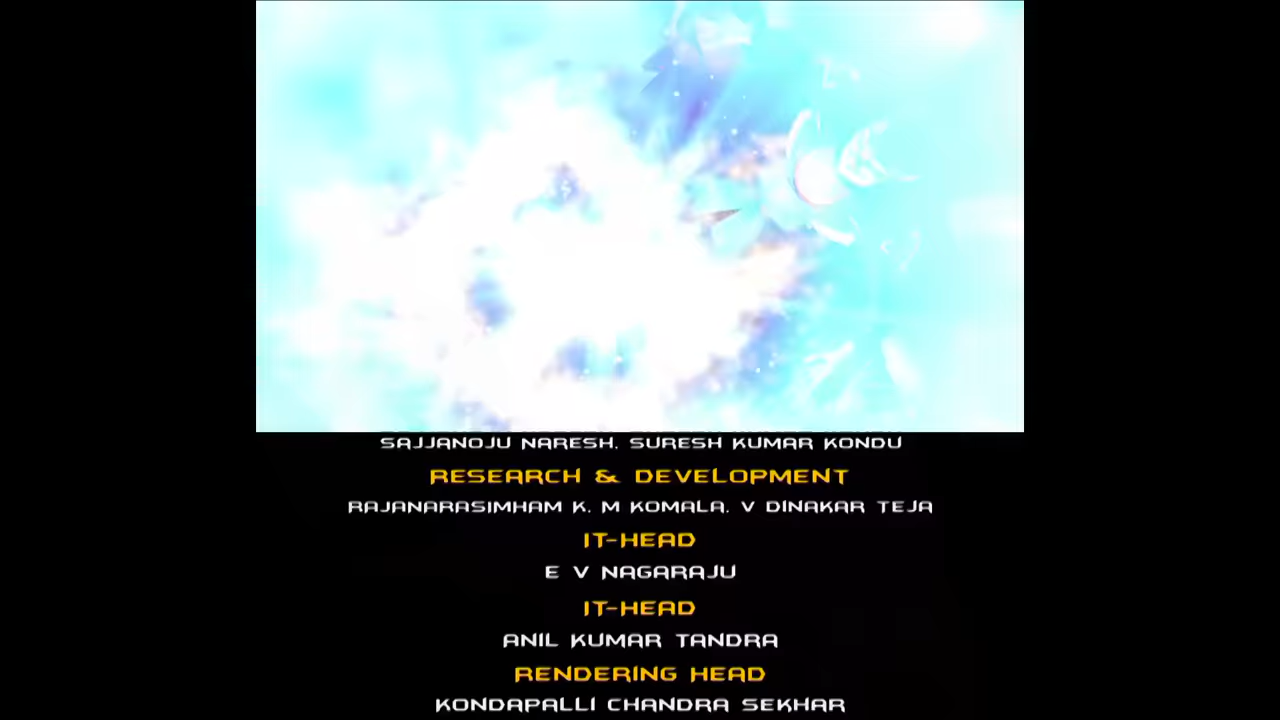 SAJJANOJU NARESH, SURESH KUMAR KONDU
RESEARCH & DEVELOPMENT
RAJANARASIMHAM K, M KOMALA, V DINAKAR TEJA
IT-HEAD
E V NAGARAJU
IT-HEAD
ANIL KUMAR TANDRA
RENDERING HEAD
KONDAPALLI CHANDRA SEKHAR